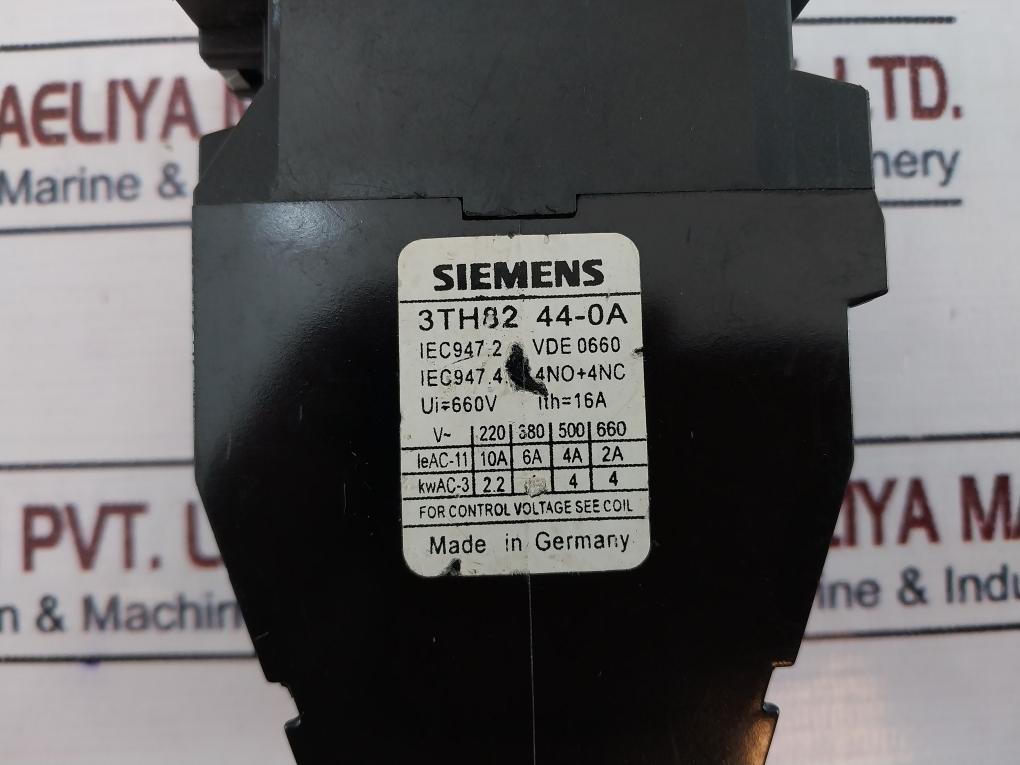 AELIYA M LTD.
Marine & nery
SIEMENS
3TH82 44-0A
IEC947.2 VDE 0660
IEC947.4. 4NO+4NC
Ui=660V Ith=16A
V~ 220 380 500 660
IeAC-11 10A 6A 4A 2A
kwAC-3 2.2 4 4
FOR CONTROL VOLTAGE SEE COIL
Made in Germany
PVT. LIYA MA
n & Machin ine & Indu